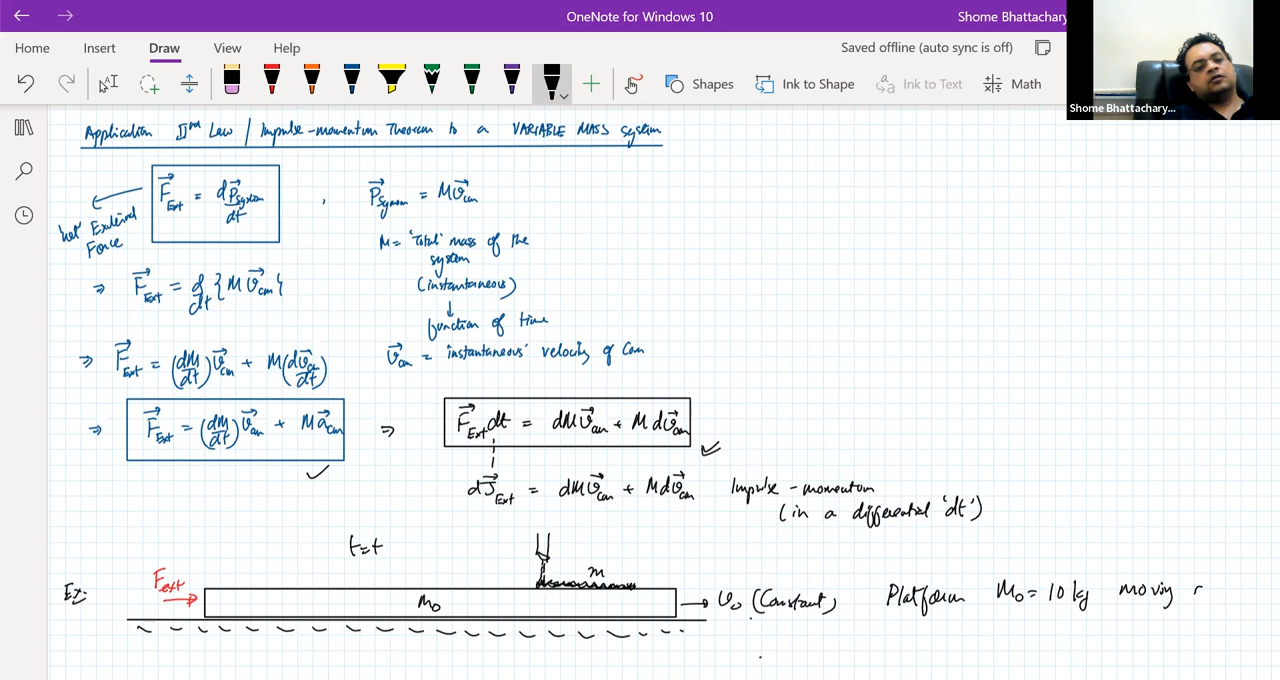 OneNote for Windows 10
Shome Bhattachary
Home Insert Draw View Help
Saved offline (auto sync is off)
Shapes Ink to Shape Ink to Text Math
Shome Bhattachary...
Application IInd Law / Impulse-momentum Theorem to a VARIABLE MASS system
F⃗Ext = dP⃗system/dt , P⃗system = Mv⃗cm
Net External Force
M = 'Total' mass of the system
(instantaneous)
↓
function of time
⇒ F⃗Ext = d/dt {M v⃗cm}
v⃗cm = 'instantaneous' velocity of Com
⇒ F⃗Ext = (dM/dt) v⃗cm + M(dv⃗cm/dt)
⇒ F⃗Ext = (dM/dt) v⃗cm + M a⃗cm ⇒ F⃗Ext dt = dM v⃗cm + M dv⃗cm
dJ⃗Ext = dM v⃗cm + M dv⃗cm Impulse-momentum
(in a differential 'dt')
t=t
m
Ex: Fext M0 → v0 (Constant) Platform M0 = 10 kg moving